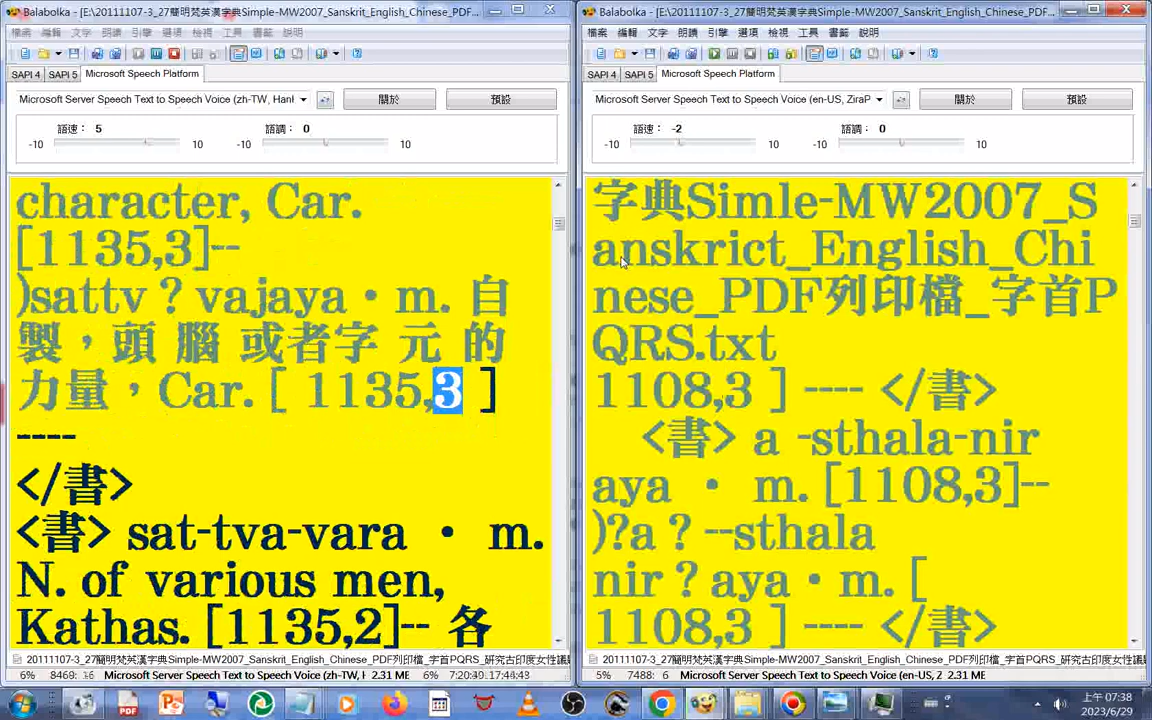 Balabolka - [E:\20111107-3_27簡明梵英漢字典Simple-MW2007_Sanskrit_English_Chinese_PDF...
檔案 編輯 文字 朗讀 引擎 選項 檢視 工具 書籤 說明
SAPI 4 SAPI 5 Microsoft Speech Platform
Microsoft Server Speech Text to Speech Voice (zh-TW, Hanl 關於 預設
語速： 5 語調： 0
-10 10 -10 10
character, Car.
[1135,3]--
)sattv ? vajaya • m. 自
製，頭 腦 或者字 元 的
力量，Car. [ 1135,3 ]
----
</書>
<書> sat-tva-vara • m.
N. of various men,
Kathas. [1135,2]-- 各
20111107-3_27簡明梵英漢字典Simple-MW2007_Sanskrit_English_Chinese_PDF列印檔_字首PQRS_研究古印度女性議
6% 8469: 16 Microsoft Server Speech Text to Speech Voice (zh-TW, H 2.31 ME 7:20:49.17:44:43
Balabolka - [E:\20111107-3_27簡明梵英漢字典Simple-MW2007_Sanskrit_English_Chinese_PDF...
檔案 編輯 文字 朗讀 引擎 選項 檢視 工具 書籤 說明
SAPI 4 SAPI 5 Microsoft Speech Platform
Microsoft Server Speech Text to Speech Voice (en-US, ZiraP 關於 預設
語速： -2 語調： 0
-10 10 -10 10
字典Simle-MW2007_S
anskrict_English_Chi
nese_PDF列印檔_字首P
QRS.txt
1108,3 ] ---- </書>
<書> a -sthala-nir
aya • m. [1108,3]--
)?a ? --sthala
nir ? aya • m. [
1108,3 ] ---- </書>
20111107-3_27簡明梵英漢字典Simple-MW2007_Sanskrit_English_Chinese_PDF列印檔_字首PQRS_研究古印度女性議題
5% 7488: 6 Microsoft Server Speech Text to Speech Voice (en-US, Z 2.31 ME
上午 07:38
2023/6/29